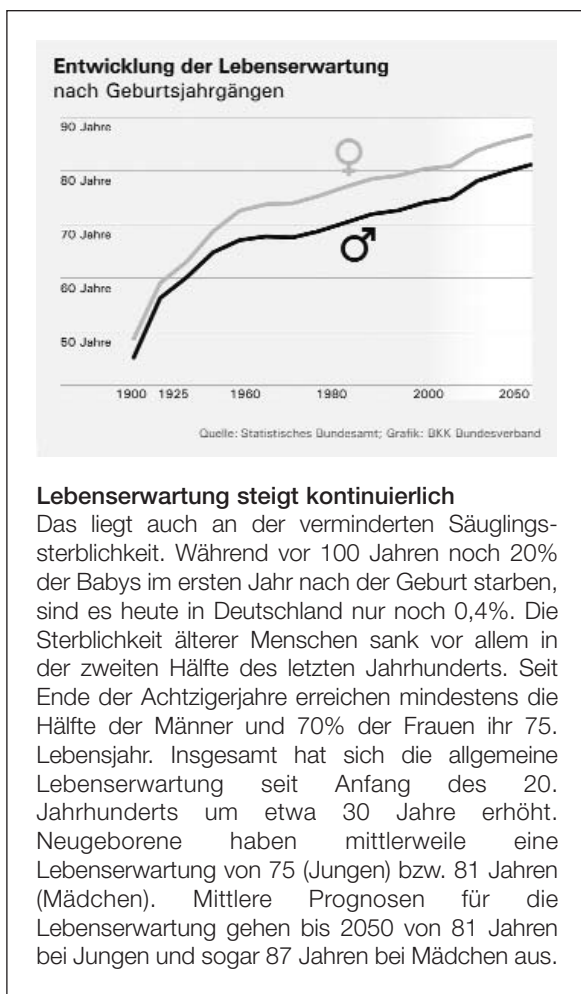 Entwicklung der Lebenserwartung
nach Geburtsjahrgängen
90 Jahre
80 Jahre
70 Jahre
60 Jahre
50 Jahre
1900 1925 1960 1980 2000 2050
Quelle: Statistisches Bundesamt; Grafik: BKK Bundesverband
Lebenserwartung steigt kontinuierlich
Das liegt auch an der verminderten Säuglings-
sterblichkeit. Während vor 100 Jahren noch 20%
der Babys im ersten Jahr nach der Geburt starben,
sind es heute in Deutschland nur noch 0,4%. Die
Sterblichkeit älterer Menschen sank vor allem in
der zweiten Hälfte des letzten Jahrhunderts. Seit
Ende der Achtzigerjahre erreichen mindestens die
Hälfte der Männer und 70% der Frauen ihr 75.
Lebensjahr. Insgesamt hat sich die allgemeine
Lebenserwartung seit Anfang des 20.
Jahrhunderts um etwa 30 Jahre erhöht.
Neugeborene haben mittlerweile eine
Lebenserwartung von 75 (Jungen) bzw. 81 Jahren
(Mädchen). Mittlere Prognosen für die
Lebenserwartung gehen bis 2050 von 81 Jahren
bei Jungen und sogar 87 Jahren bei Mädchen aus.